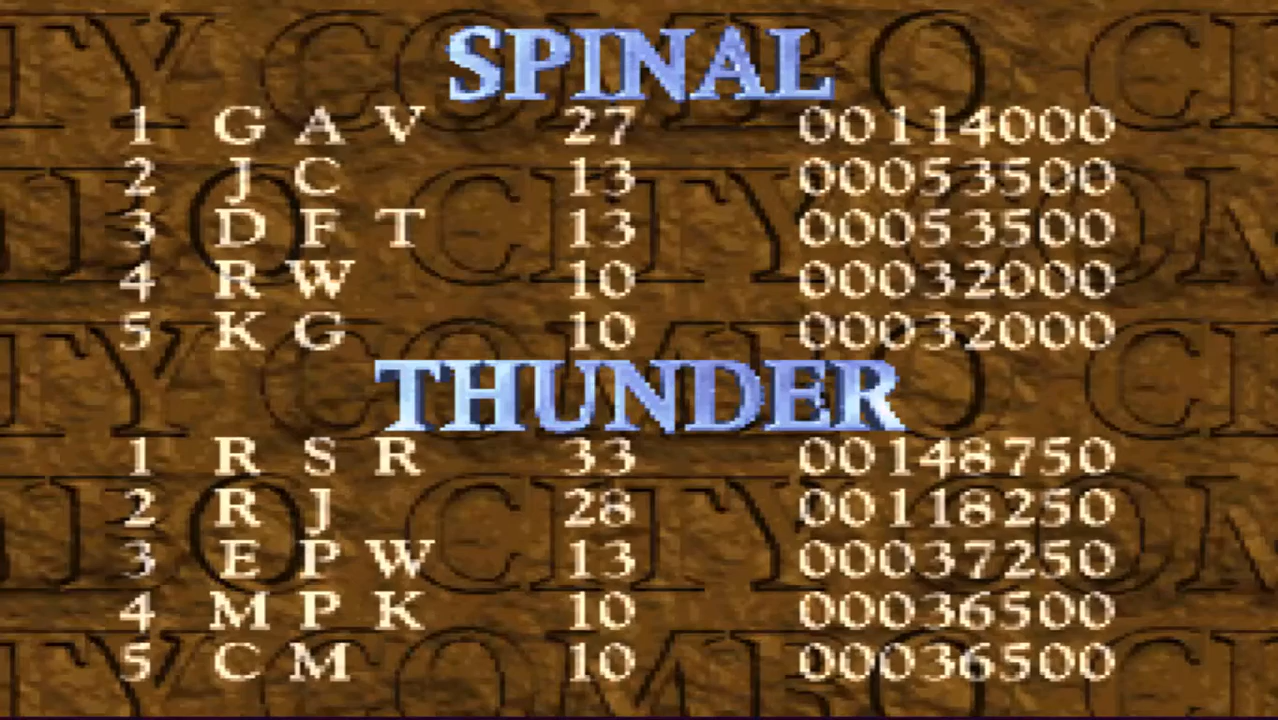 SPINAL
1 G A V 27 00114000
2 J C 13 00053500
3 D F T 13 00053500
4 R W 10 00032000
5 K G 10 00032000
THUNDER
1 R S R 33 00148750
2 R J 28 00118250
3 E P W 13 00037250
4 M P K 10 00036500
5 C M 10 00036500